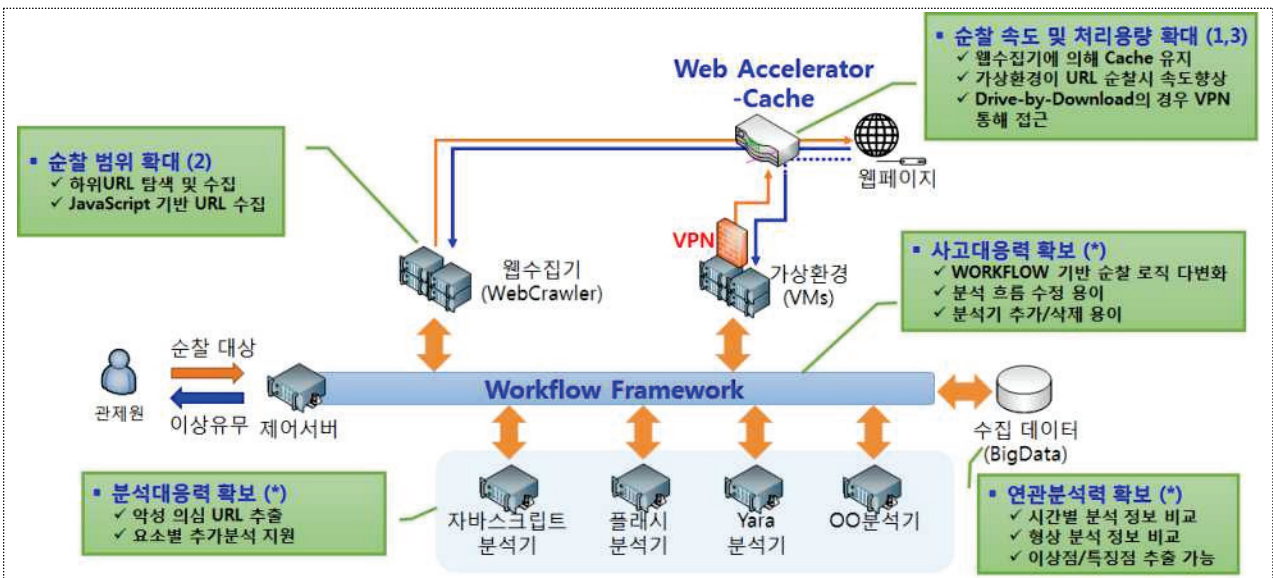 ▪ 순찰 속도 및 처리용량 확대 (1,3)
✓ 웹수집기에 의해 Cache 유지
✓ 가상환경이 URL 순찰시 속도향상
✓ Drive-by-Download의 경우 VPN
통해 접근
Web Accelerator
-Cache
▪ 순찰 범위 확대 (2)
✓ 하위URL 탐색 및 수집
✓ JavaScript 기반 URL 수집
웹페이지
VPN
웹수집기
(WebCrawler)
가상환경
(VMs)
▪ 사고대응력 확보 (*)
✓ WORKFLOW 기반 순찰 로직 다변화
✓ 분석 흐름 수정 용이
✓ 분석기 추가/삭제 용이
순찰 대상
관제원
이상유무
제어서버
Workflow Framework
수집 데이터
(BigData)
▪ 분석대응력 확보 (*)
✓ 악성 의심 URL 추출
✓ 요소별 추가분석 지원
자바스크립트
분석기
플래시
분석기
Yara
분석기
OO분석기
▪ 연관분석력 확보 (*)
✓ 시간별 분석 정보 비교
✓ 형상 분석 정보 비교
✓ 이상점/특징점 추출 가능